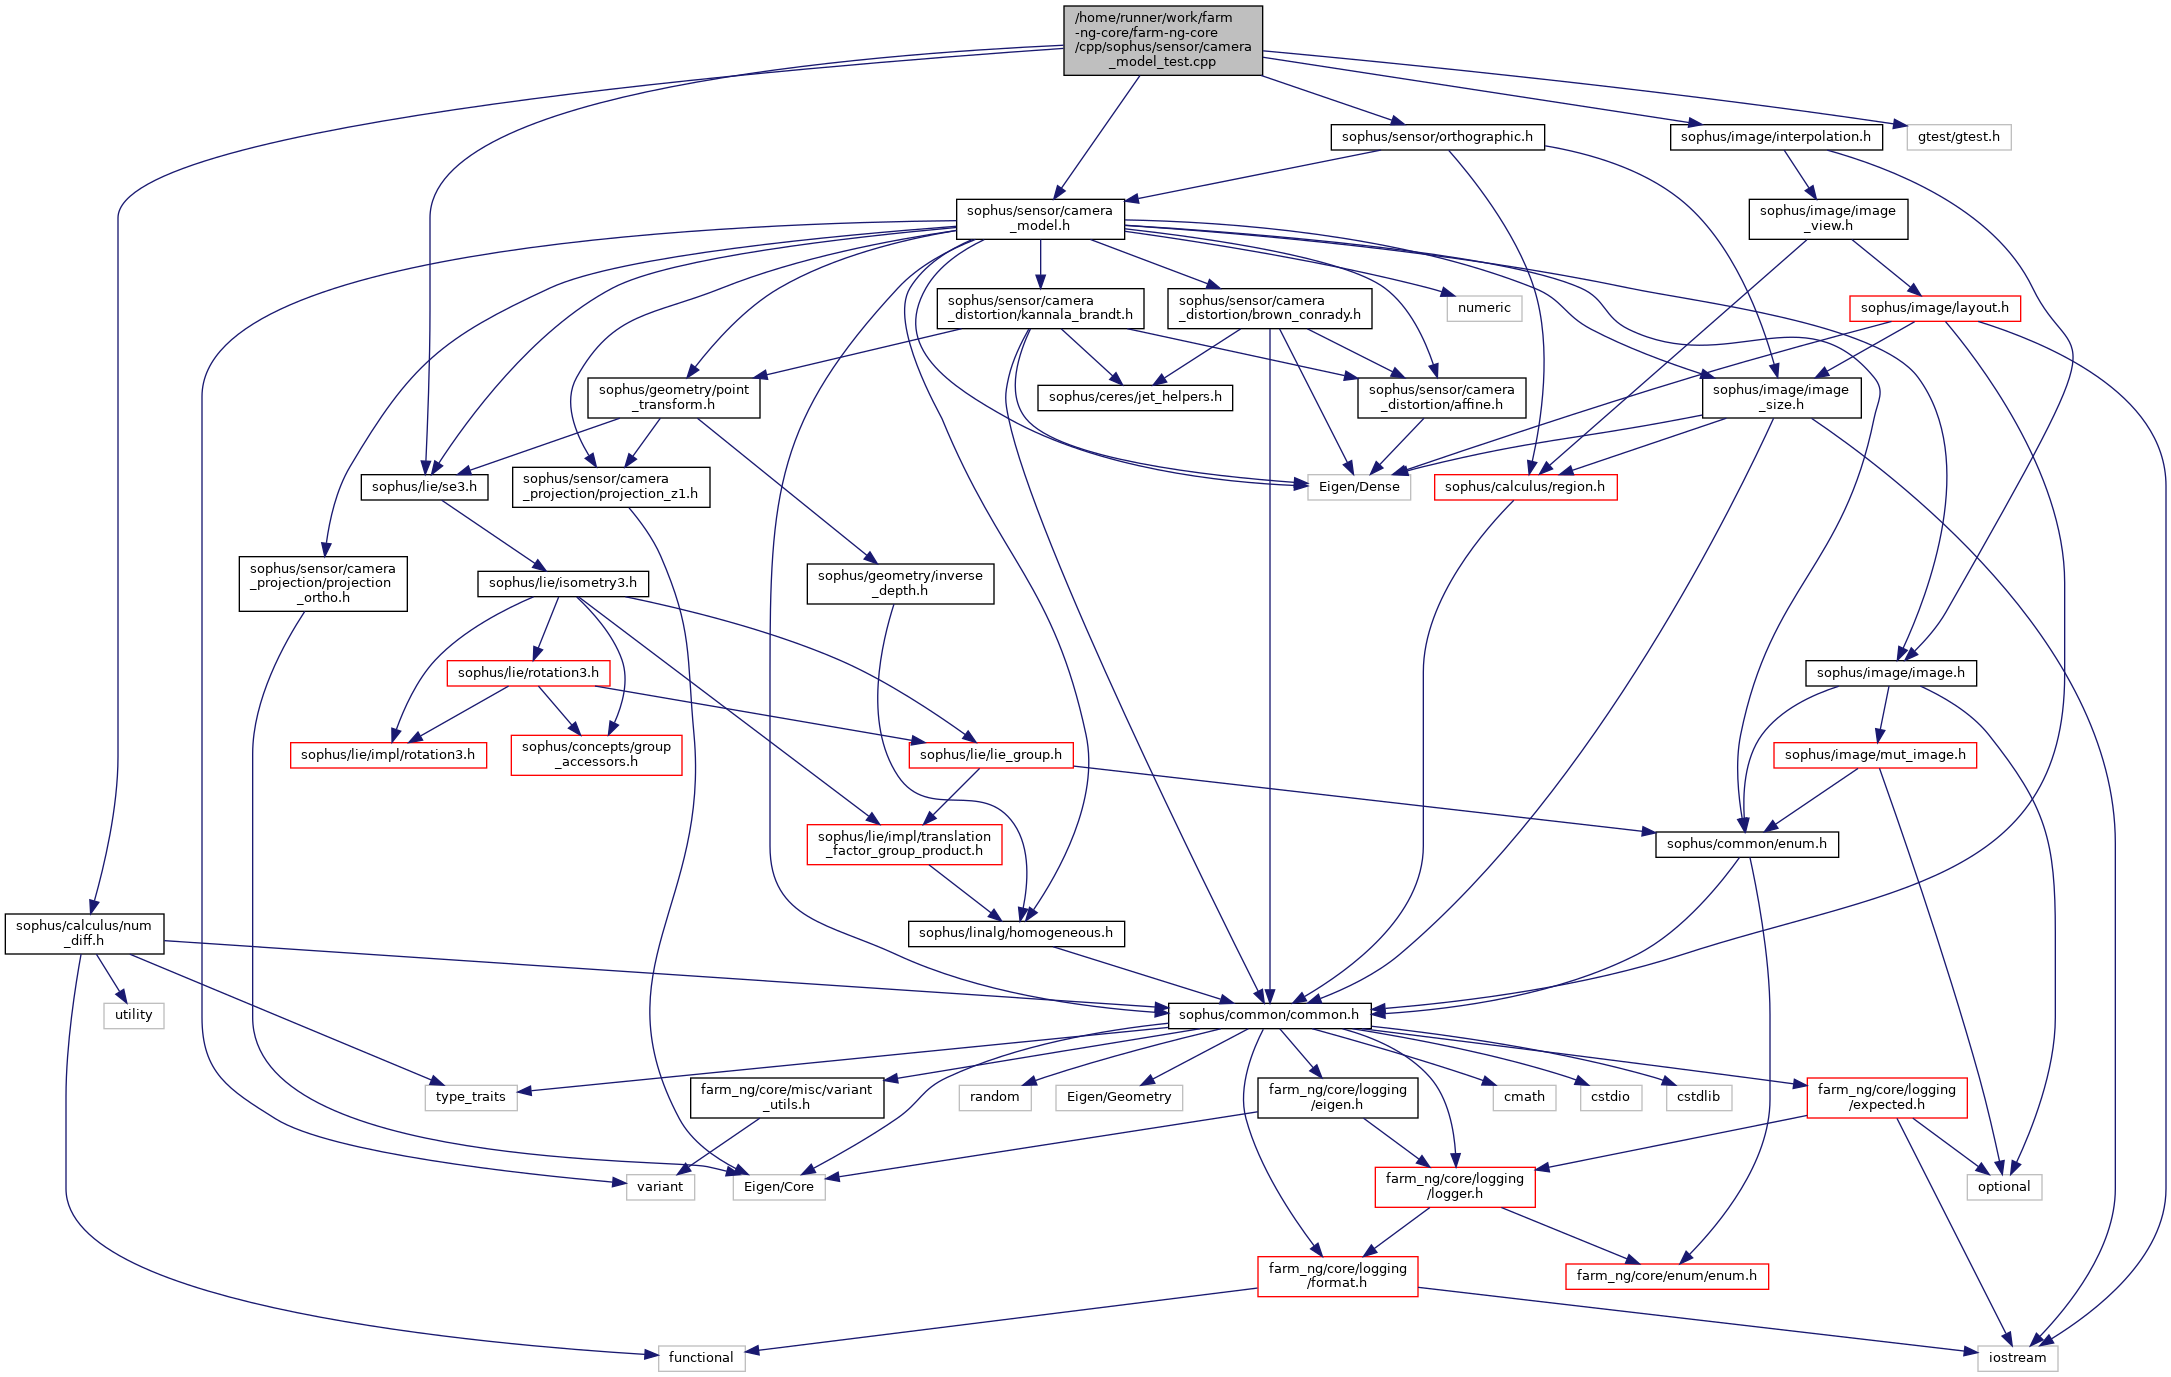 /home/runner/work/farm
-ng-core/farm-ng-core
/cpp/sophus/sensor/camera
_model_test.cpp
sophus/sensor/orthographic.h
sophus/image/interpolation.h
gtest/gtest.h
sophus/sensor/camera
_model.h
sophus/image/image
_view.h
sophus/sensor/camera
_distortion/kannala_brandt.h
sophus/sensor/camera
_distortion/brown_conrady.h
numeric
sophus/image/layout.h
sophus/geometry/point
_transform.h
sophus/ceres/jet_helpers.h
sophus/sensor/camera
_distortion/affine.h
sophus/image/image
_size.h
sophus/lie/se3.h
sophus/sensor/camera
_projection/projection_z1.h
Eigen/Dense
sophus/calculus/region.h
sophus/sensor/camera
_projection/projection
_ortho.h
sophus/lie/isometry3.h
sophus/geometry/inverse
_depth.h
sophus/lie/rotation3.h
sophus/image/image.h
sophus/lie/impl/rotation3.h
sophus/concepts/group
_accessors.h
sophus/lie/lie_group.h
sophus/image/mut_image.h
sophus/lie/impl/translation
_factor_group_product.h
sophus/common/enum.h
sophus/calculus/num
_diff.h
sophus/linalg/homogeneous.h
utility
sophus/common/common.h
type_traits
farm_ng/core/misc/variant
_utils.h
random
Eigen/Geometry
farm_ng/core/logging
/eigen.h
cmath
cstdio
cstdlib
farm_ng/core/logging
/expected.h
variant
Eigen/Core
farm_ng/core/logging
/logger.h
optional
farm_ng/core/logging
/format.h
farm_ng/core/enum/enum.h
functional
iostream